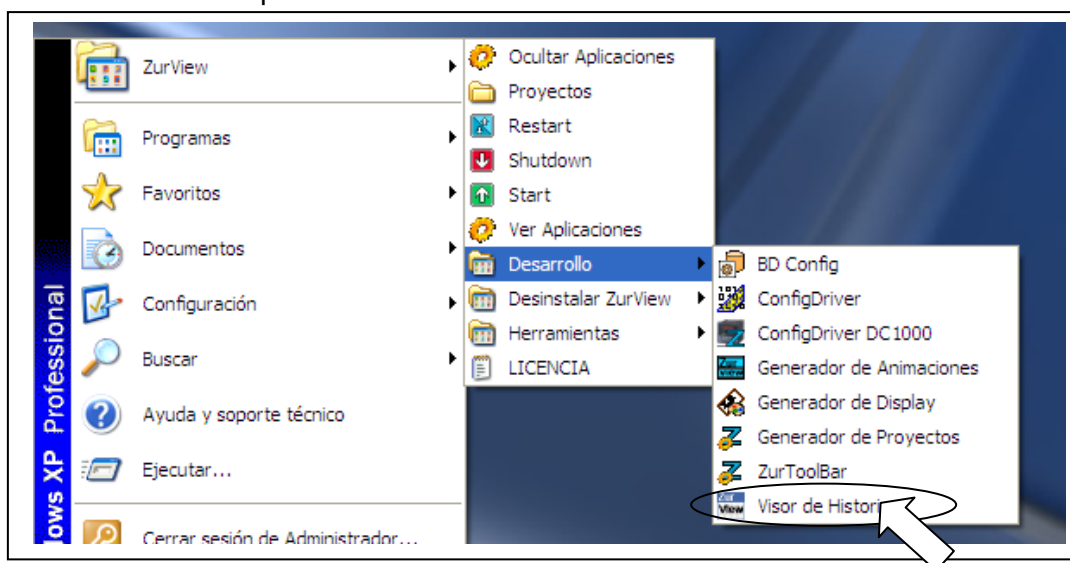 ZurView
Programas
Favoritos
Documentos
Configuración
Buscar
Ayuda y soporte técnico
Ejecutar...
Cerrar sesión de Administrador...
Professional
XP
Ocultar Aplicaciones
Proyectos
Restart
Shutdown
Start
Ver Aplicaciones
Desarrollo
Desinstalar ZurView
Herramientas
LICENCIA
BD Config
ConfigDriver
ConfigDriver DC1000
Generador de Animaciones
Generador de Display
Generador de Proyectos
ZurToolBar
Visor de